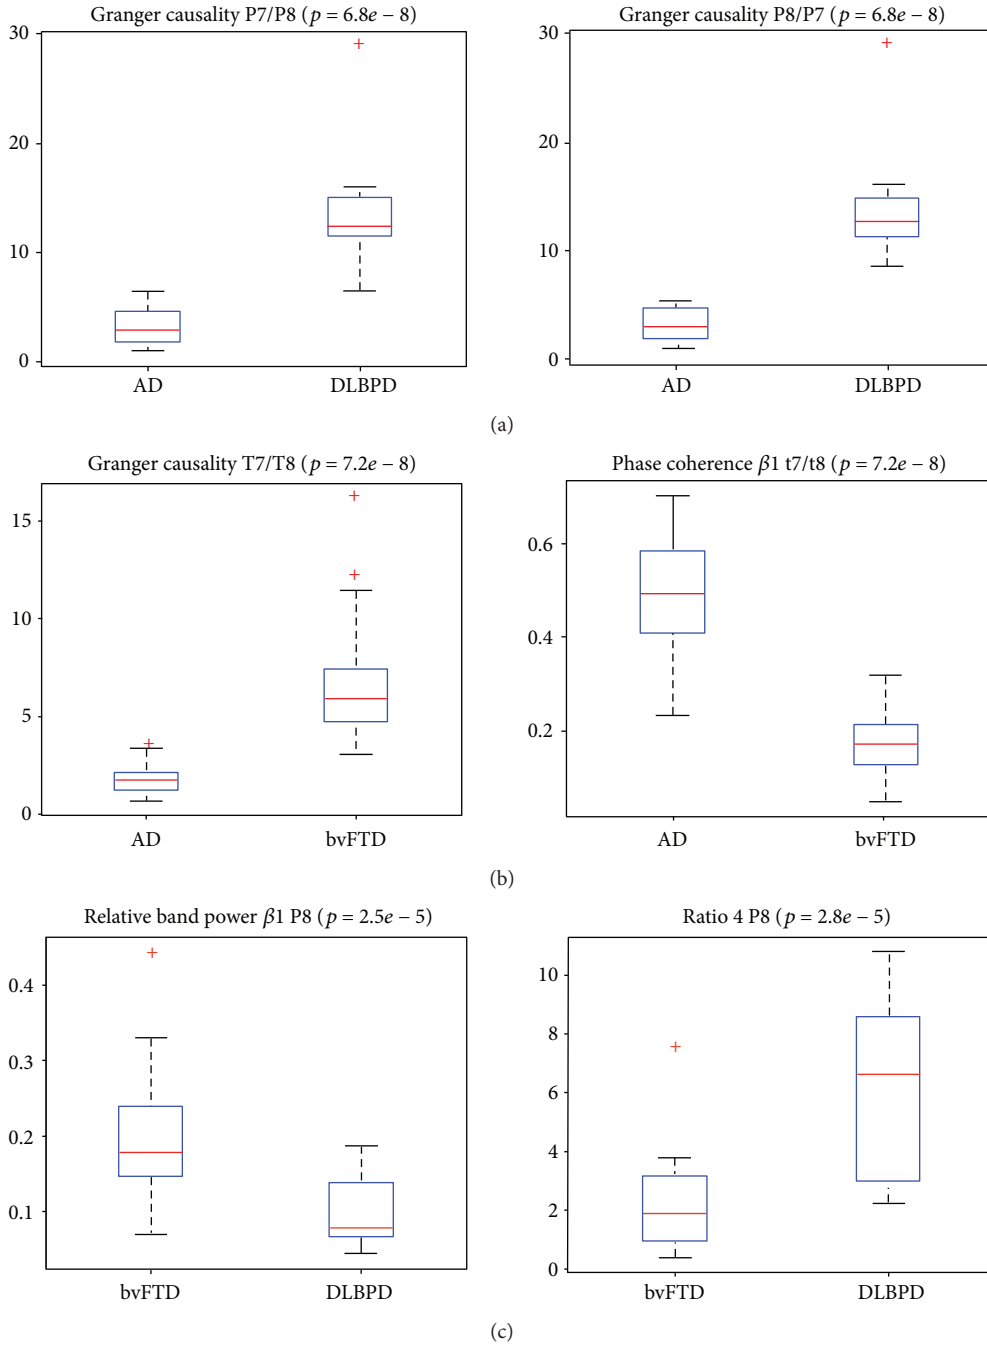 Granger causality P7/P8 (p = 6.8e − 8)
30
20
10
0
AD DLBPD
Granger causality P8/P7 (p = 6.8e − 8)
30
20
10
0
AD DLBPD
(a)
Granger causality T7/T8 (p = 7.2e − 8)
15
10
5
0
AD bvFTD
Phase coherence β1 t7/t8 (p = 7.2e − 8)
0.6
0.4
0.2
AD bvFTD
(b)
Relative band power β1 P8 (p = 2.5e − 5)
0.4
0.3
0.2
0.1
bvFTD DLBPD
Ratio 4 P8 (p = 2.8e − 5)
10
8
6
4
2
0
bvFTD DLBPD
(c)